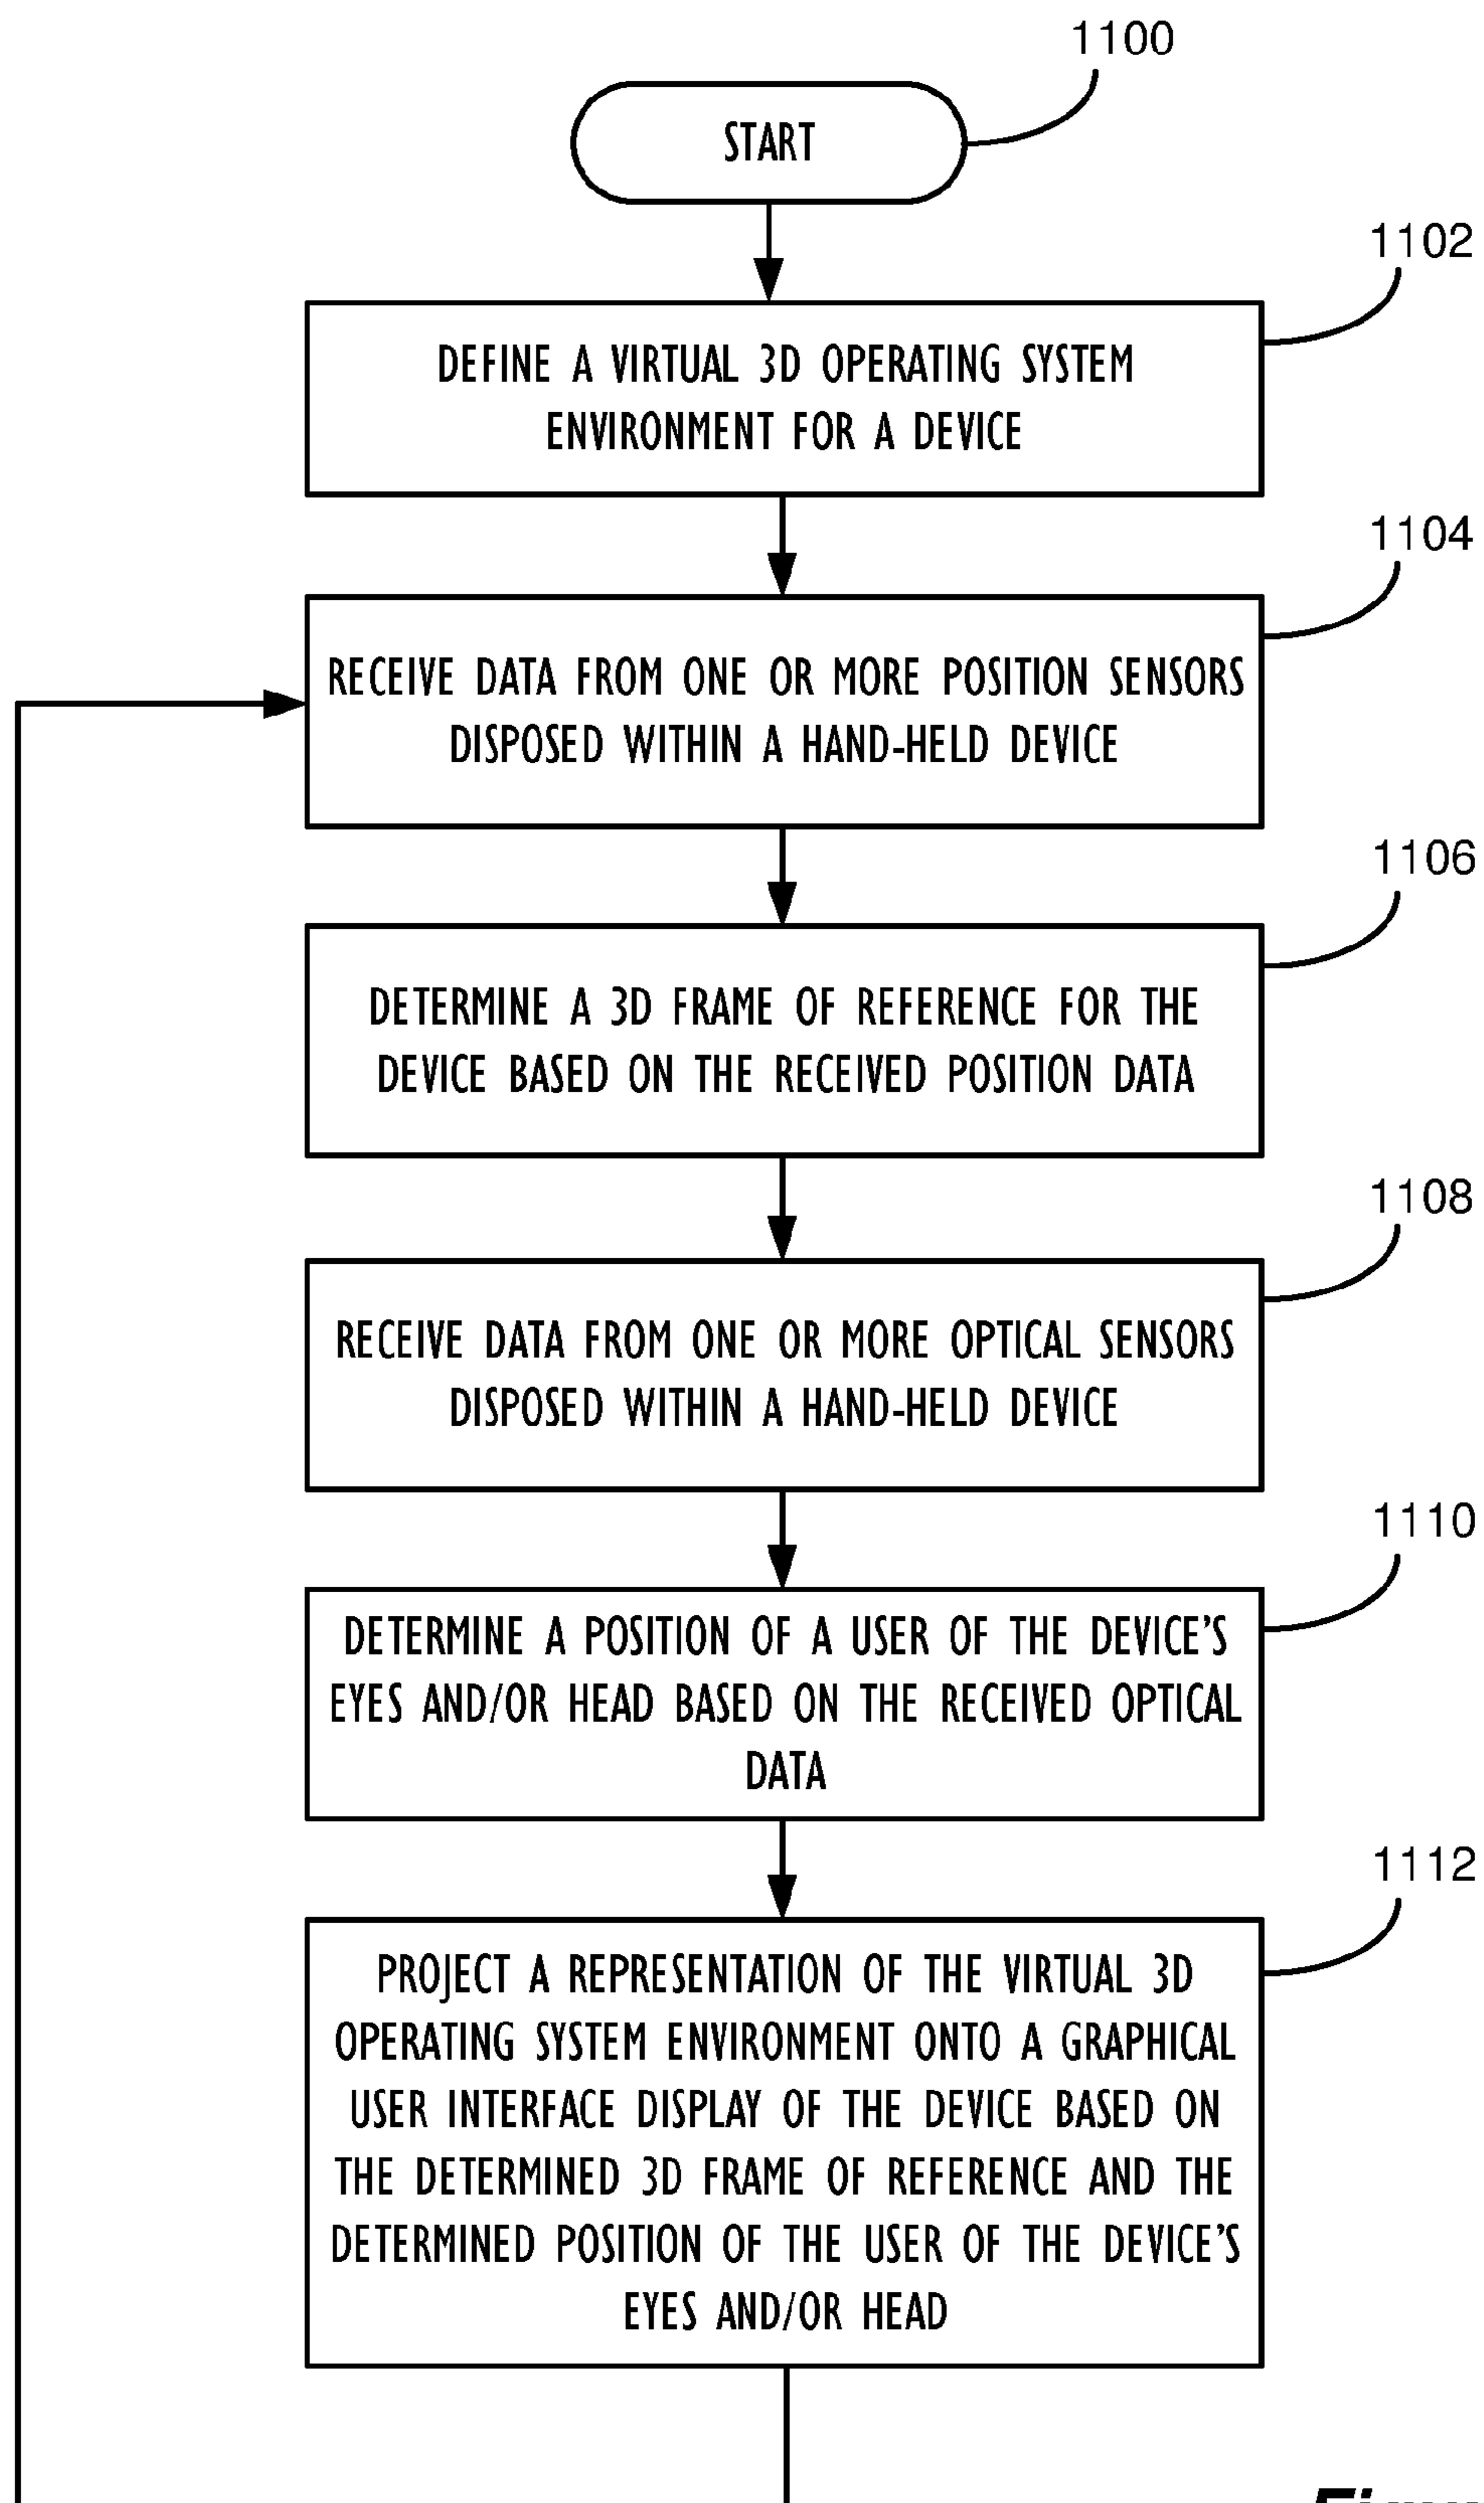 1100
START
1102
DEFINE A VIRTUAL 3D OPERATING SYSTEM
ENVIRONMENT FOR A DEVICE
1104
RECEIVE DATA FROM ONE OR MORE POSITION SENSORS
DISPOSED WITHIN A HAND-HELD DEVICE
1106
DETERMINE A 3D FRAME OF REFERENCE FOR THE
DEVICE BASED ON THE RECEIVED POSITION DATA
1108
RECEIVE DATA FROM ONE OR MORE OPTICAL SENSORS
DISPOSED WITHIN A HAND-HELD DEVICE
1110
DETERMINE A POSITION OF A USER OF THE DEVICE'S
EYES AND/OR HEAD BASED ON THE RECEIVED OPTICAL
DATA
1112
PROJECT A REPRESENTATION OF THE VIRTUAL 3D
OPERATING SYSTEM ENVIRONMENT ONTO A GRAPHICAL
USER INTERFACE DISPLAY OF THE DEVICE BASED ON
THE DETERMINED 3D FRAME OF REFERENCE AND THE
DETERMINED POSITION OF THE USER OF THE DEVICE'S
EYES AND/OR HEAD